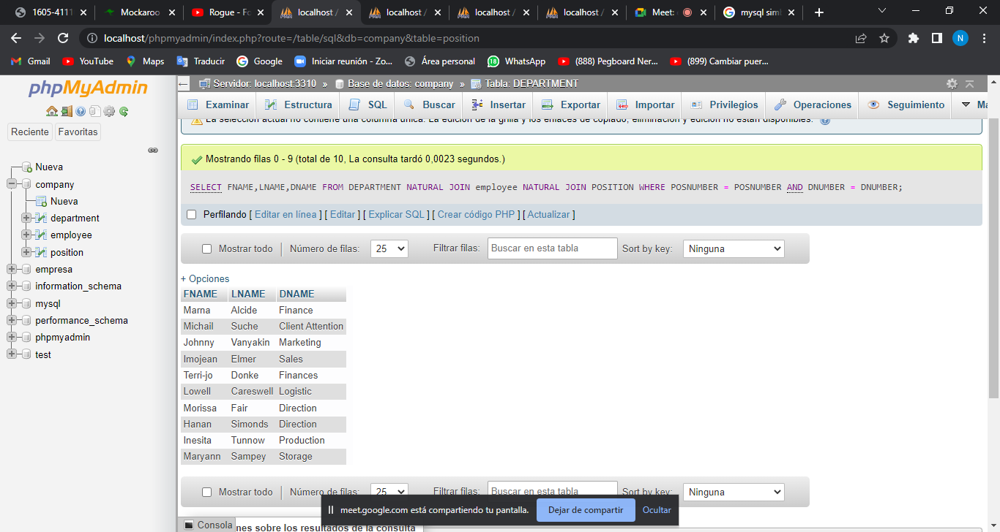 1605-4111
Mockaroo
Rogue - Fo
localhost /
localhost /
localhost /
localhost /
Meet:
mysql siml
localhost/phpmyadmin/index.php?route=/table/sql&db=company&table=position
N
Gmail
YouTube
Maps
Traducir
Google
Iniciar reunión - Zo...
Área personal
WhatsApp
(888) Pegboard Ner...
(899) Cambiar puer...
phpMyAdmin
Reciente
Favoritas
Nueva
company
Nueva
department
employee
position
empresa
information_schema
mysql
performance_schema
phpmyadmin
test
Servidor: localhost:3310 » Base de datos: company » Tabla: DEPARTMENT
Examinar
Estructura
SQL
Buscar
Insertar
Exportar
Importar
Privilegios
Operaciones
Seguimiento
Má
La selección actual no contiene una columna única. La edición de la grilla y los enlaces de copiado, eliminación y edición no están disponibles.
Mostrando filas 0 - 9 (total de 10, La consulta tardó 0,0023 segundos.)
SELECT FNAME,LNAME,DNAME FROM DEPARTMENT NATURAL JOIN employee NATURAL JOIN POSITION WHERE POSNUMBER = POSNUMBER AND DNUMBER = DNUMBER;
Perfilando [ Editar en línea ] [ Editar ] [ Explicar SQL ] [ Crear código PHP ] [ Actualizar ]
Mostrar todo | Número de filas: 25 Filtrar filas: Buscar en esta tabla Sort by key: Ninguna
+ Opciones
FNAME LNAME DNAME
Marna Alcide Finance
Michail Suche Client Attention
Johnny Vanyakin Marketing
Imojean Elmer Sales
Terri-jo Donke Finances
Lowell Careswell Logistic
Morissa Fair Direction
Hanan Simonds Direction
Inesita Tunnow Production
Maryann Sampey Storage
Mostrar todo | Número de filas: 25 Filtrar filas: Buscar en esta tabla Sort by key: Ninguna
meet.google.com está compartiendo tu pantalla. Dejar de compartir Ocultar
Consola
nes sobre los resultados de la consulta